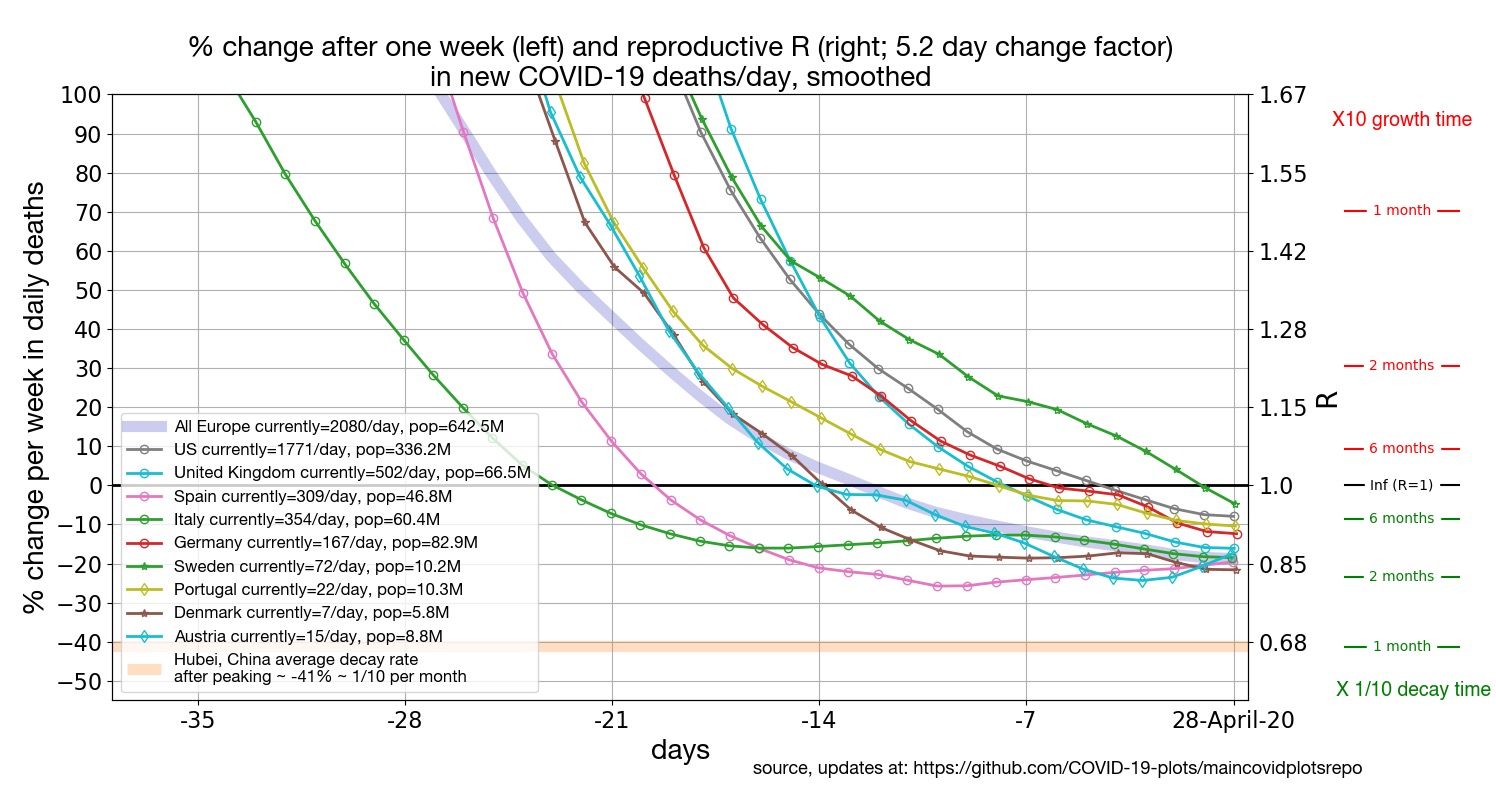 % change after one week (left) and reproductive R (right; 5.2 day change factor)
in new COVID-19 deaths/day, smoothed
% change per week in daily deaths
100
90
80
70
60
50
40
30
20
10
0
−10
−20
−30
−40
−50
All Europe currently=2080/day, pop=642.5M
US currently=1771/day, pop=336.2M
United Kingdom currently=502/day, pop=66.5M
Spain currently=309/day, pop=46.8M
Italy currently=354/day, pop=60.4M
Germany currently=167/day, pop=82.9M
Sweden currently=72/day, pop=10.2M
Portugal currently=22/day, pop=10.3M
Denmark currently=7/day, pop=5.8M
Austria currently=15/day, pop=8.8M
Hubei, China average decay rate
after peaking ~ -41% ~ 1/10 per month
1.67
1.55
1.42
1.28
1.15
1.0
0.85
0.68
R
X10 growth time
1 month
2 months
6 months
Inf (R=1)
6 months
2 months
1 month
X 1/10 decay time
-35
-28
-21
-14
-7
28-April-20
days
source, updates at: https://github.com/COVID-19-plots/maincovidplotsrepo